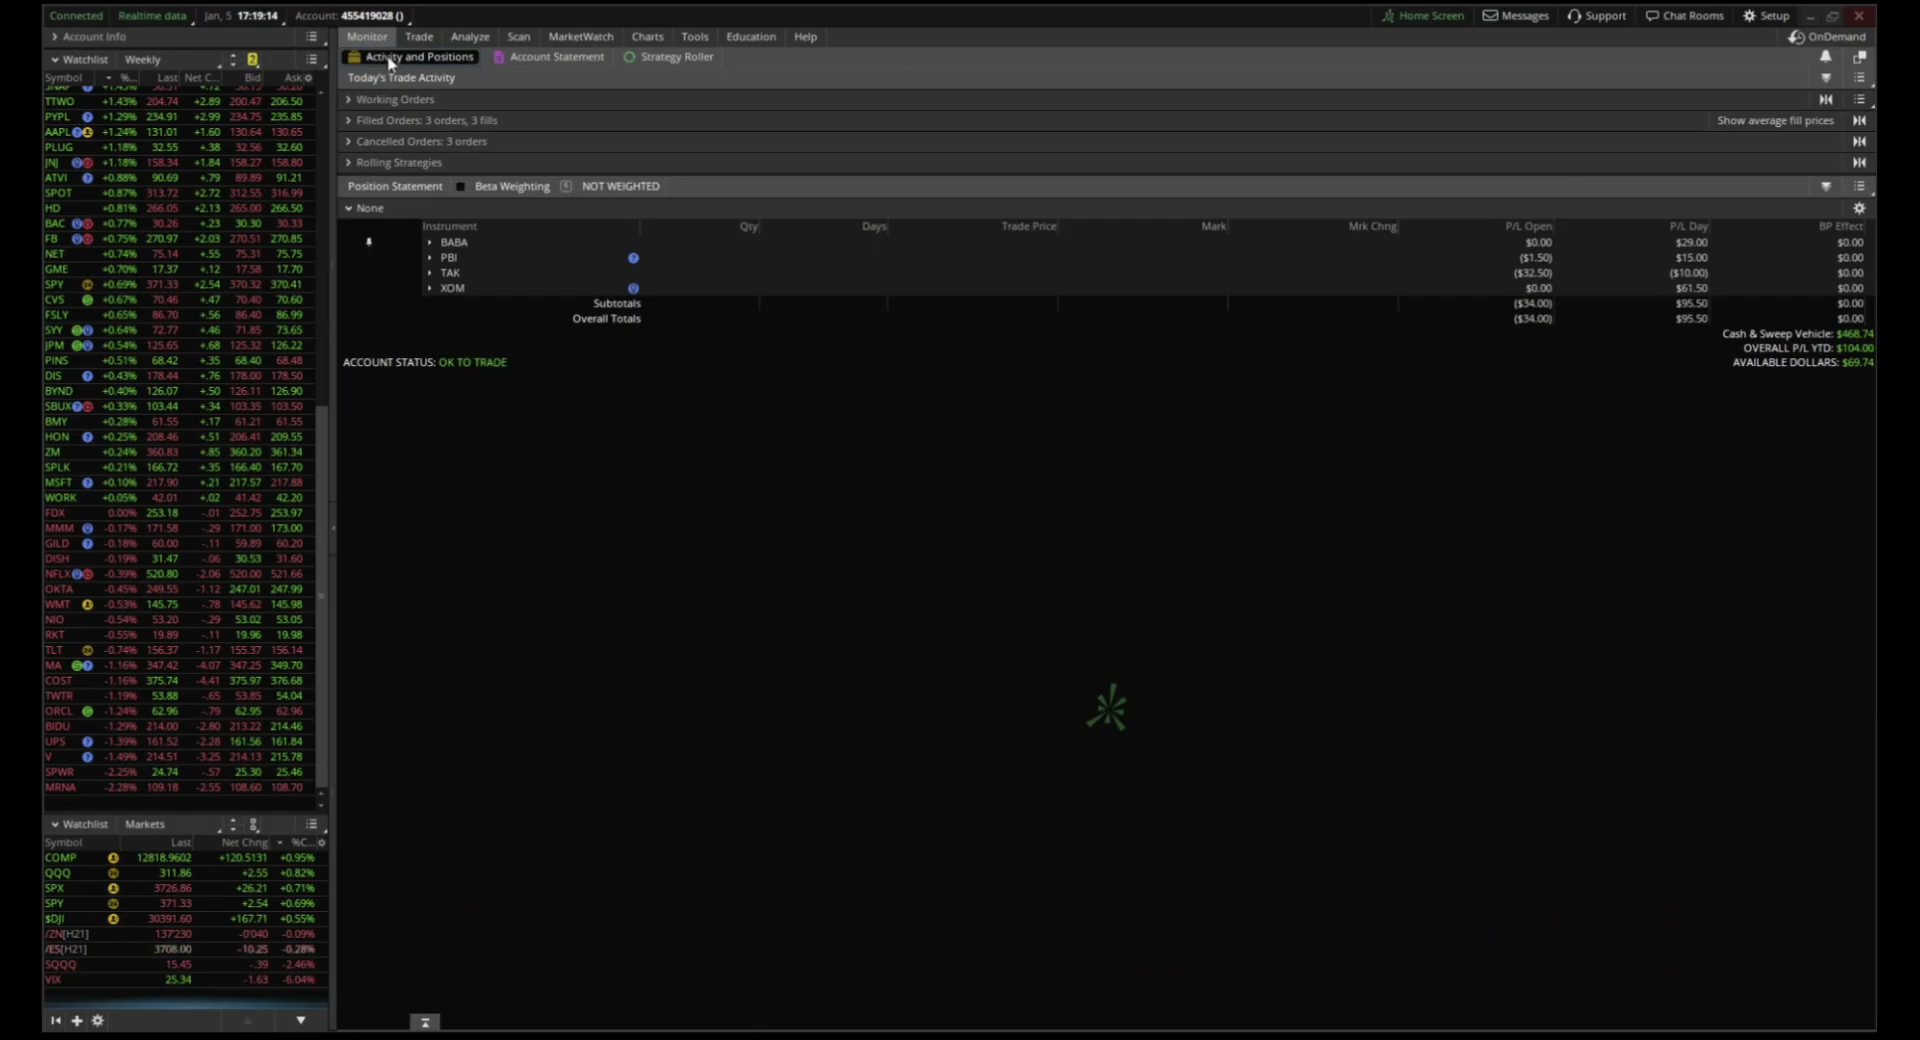 Connected Realtime data Jan, 5 17:19:14 Account: 455419028 () Home Screen Messages Support Chat Rooms Setup
Account Info Monitor Trade Analyze Scan MarketWatch Charts Tools Education Help OnDemand
Watchlist Weekly 2 Activity and Positions Account Statement Strategy Roller
Symbol %... Last Net C... Bid Ask
Today's Trade Activity
TTWO +1.43% 204.74 +2.89 200.47 206.50
PYPL +1.29% 234.91 +2.99 234.75 235.85
AAPL +1.24% 131.01 +1.60 130.64 130.65
PLUG +1.18% 32.55 +.38 32.56 32.60
JNJ +1.18% 158.34 +1.84 158.27 158.80
ATVI +0.88% 90.69 +.79 89.89 91.21
SPOT +0.87% 313.72 +2.72 312.55 316.99
HD +0.81% 266.05 +2.13 265.00 266.50
BAC +0.77% 30.26 +.23 30.30 30.33
FB +0.75% 270.97 +2.03 270.51 270.85
NET +0.74% 75.14 +.55 75.31 75.75
GME +0.70% 17.37 +.12 17.58 17.70
SPY +0.69% 371.33 +2.54 370.32 370.41
CVS +0.67% 70.46 +.47 70.40 70.60
FSLY +0.65% 86.70 +.56 86.40 86.99
SYY +0.64% 72.77 +.46 71.85 73.65
JPM +0.54% 125.65 +.68 125.32 126.22
PINS +0.51% 68.42 +.35 68.40 68.48
DIS +0.43% 178.44 +.76 178.00 178.50
BYND +0.40% 126.07 +.50 126.11 126.90
SBUX +0.33% 103.44 +.34 103.35 103.50
BMY +0.28% 61.55 +.17 61.21 61.55
HON +0.25% 208.46 +.51 206.41 209.55
ZM +0.24% 360.83 +.85 360.20 361.34
SPLK +0.21% 166.72 +.35 166.40 167.70
MSFT +0.10% 217.90 +.21 217.57 217.88
WORK +0.05% 42.01 +.02 41.42 42.20
FDX 0.00% 253.18 -.01 252.75 253.97
MMM -0.17% 171.58 -.29 171.00 173.00
GILD -0.18% 60.00 -.11 59.89 60.20
DISH -0.19% 31.47 -.06 30.53 31.60
NFLX -0.39% 520.80 -2.06 520.00 521.66
OKTA -0.45% 249.55 -1.12 247.01 247.99
WMT -0.53% 145.75 -.78 145.62 145.98
NIO -0.54% 53.20 -.29 53.02 53.05
RKT -0.55% 19.89 -.11 19.96 19.98
TLT -0.74% 156.37 -1.17 155.37 156.14
MA -1.16% 347.42 -4.07 347.25 349.70
COST -1.16% 375.74 -4.41 375.97 376.68
TWTR -1.19% 53.88 -.65 53.85 54.04
ORCL -1.24% 62.96 -.79 62.95 62.96
BIDU -1.29% 214.00 -2.80 213.22 214.46
UPS -1.39% 161.52 -2.28 161.56 161.84
V -1.49% 214.51 -3.25 214.13 215.78
SPWR -2.25% 24.74 -.57 25.30 25.46
MRNA -2.28% 109.18 -2.55 108.60 108.70
Watchlist Markets
Symbol Last Net Chng %C...
COMP 12818.9602 +120.5131 +0.95%
QQQ 311.86 +2.55 +0.82%
SPX 3726.86 +26.21 +0.71%
SPY 371.33 +2.54 +0.69%
$DJI 30391.60 +167.71 +0.55%
/ZN[H21] 137'230 -0'040 -0.09%
/ES[H21] 3708.00 -10.25 -0.28%
SQQQ 15.45 -.39 -2.46%
VIX 25.34 -1.63 -6.04%
Working Orders
Filled Orders: 3 orders, 3 fills Show average fill prices
Cancelled Orders: 3 orders
Rolling Strategies
Position Statement Beta Weighting NOT WEIGHTED
None
Instrument Qty Days Trade Price Mark Mrk Chng P/L Open P/L Day BP Effect
BABA $0.00 $29.00 $0.00
PBI ($1.50) $15.00 $0.00
TAK ($32.50) ($10.00) $0.00
XOM $0.00 $61.50 $0.00
Subtotals ($34.00) $95.50 $0.00
Overall Totals ($34.00) $95.50 $0.00
Cash & Sweep Vehicle: $468.74
OVERALL P/L YTD: $104.00
ACCOUNT STATUS: OK TO TRADE AVAILABLE DOLLARS: $69.74